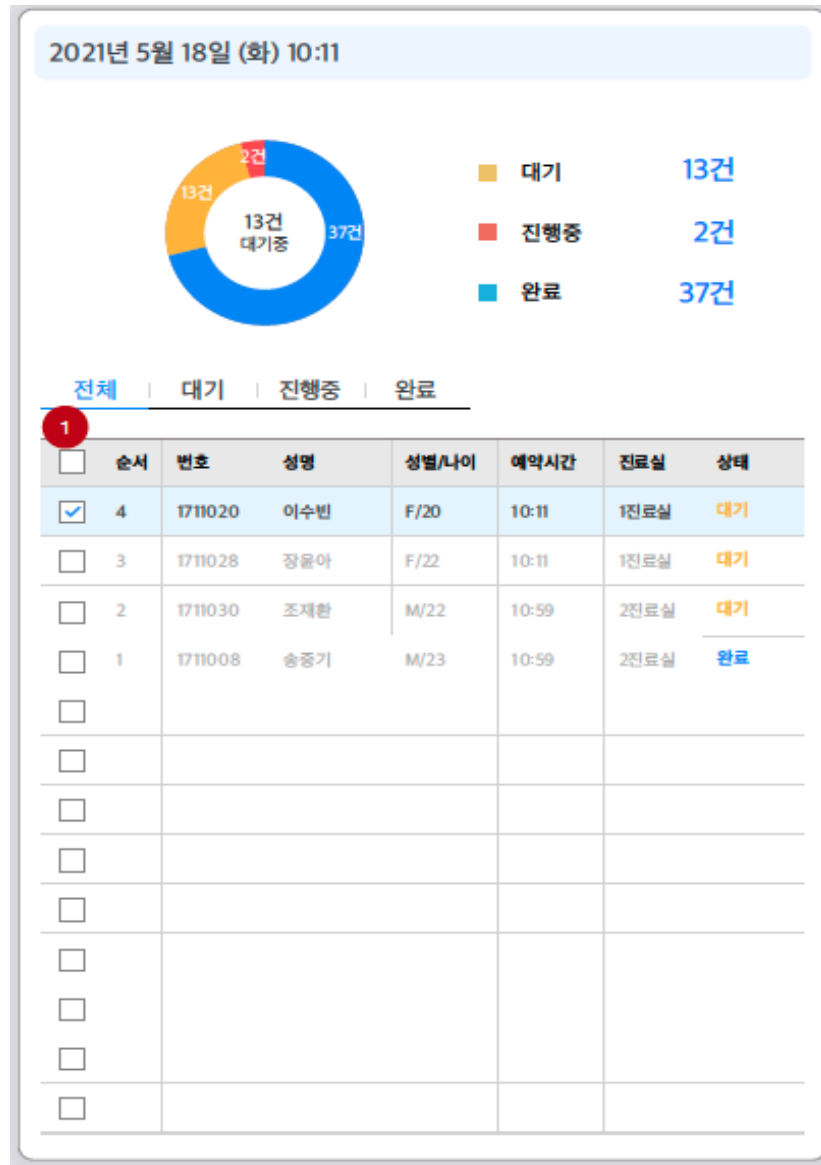 2021년 5월 18일 (화) 10:11
2건
13건
37건
13건
대기중
대기 13건
진행중 2건
완료 37건
전체 대기 진행중 완료
1
순서 번호 성명 성별/나이 예약시간 진료실 상태
4 1711020 이수빈 F/20 10:11 1진료실 대기
3 1711028 장윤아 F/22 10:11 1진료실 대기
2 1711030 조재환 M/22 10:59 2진료실 대기
1 1711008 송중기 M/23 10:59 2진료실 완료